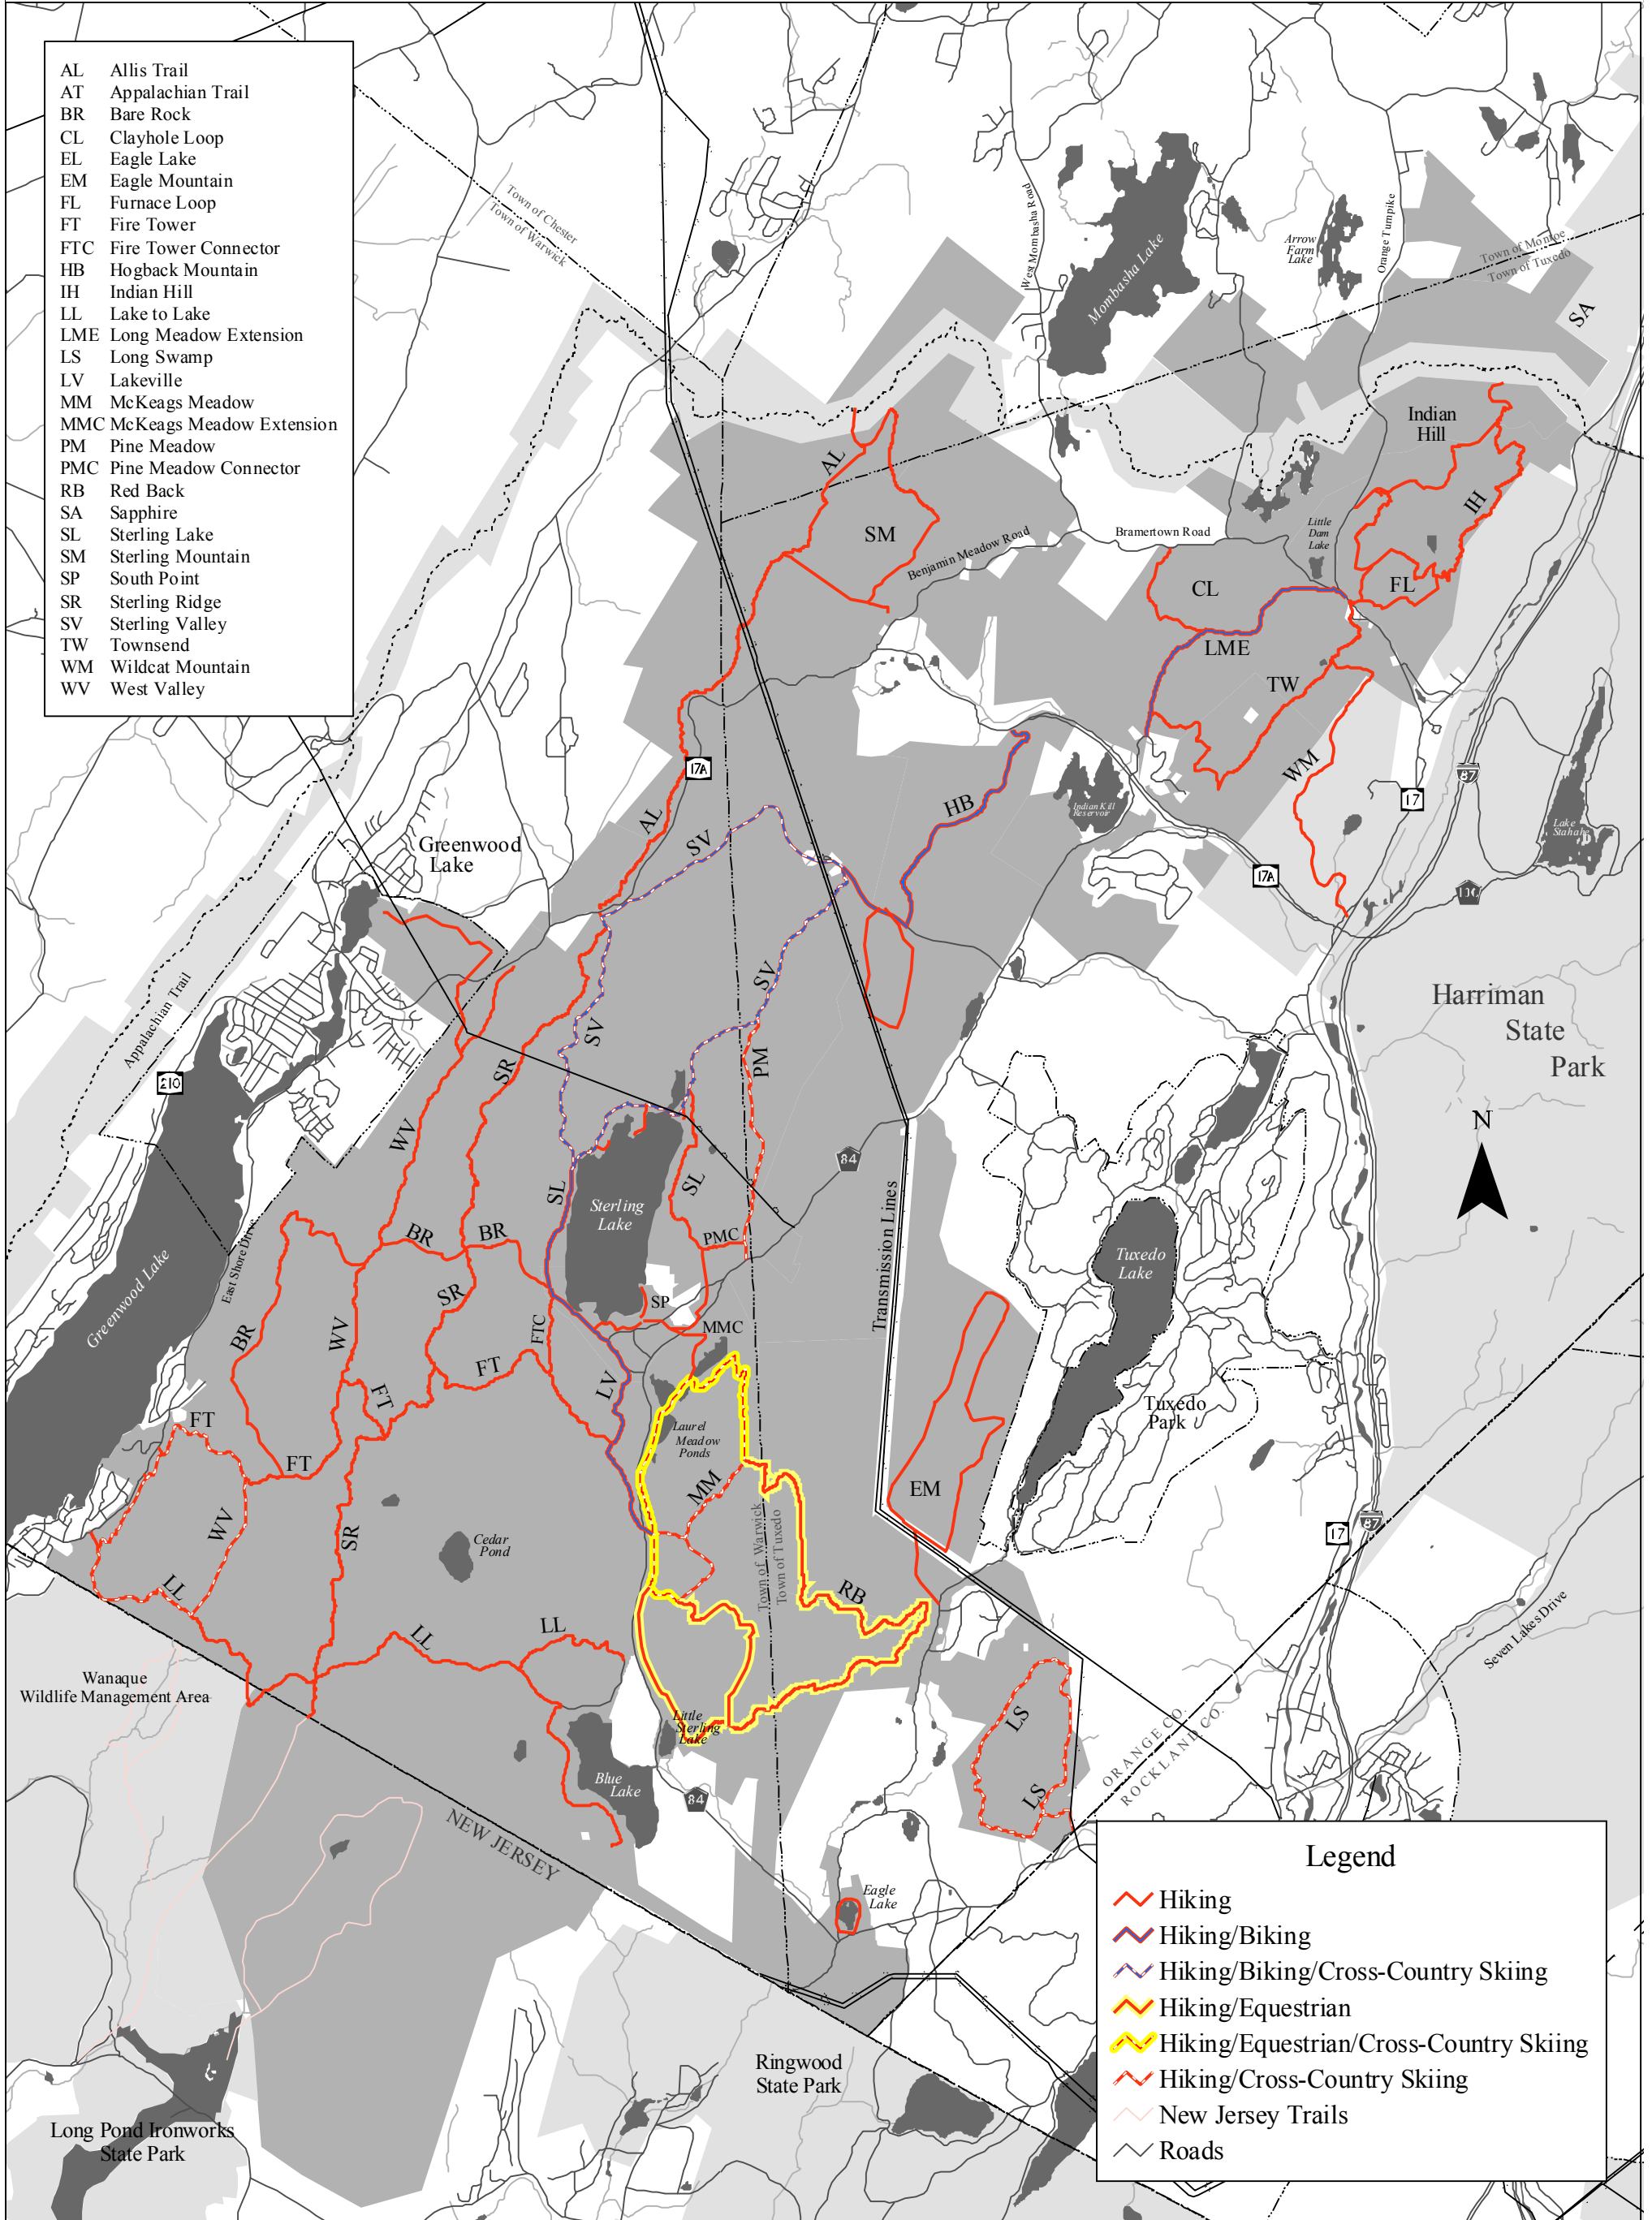 AL Allis Trail
AT Appalachian Trail
BR Bare Rock
CL Clayhole Loop
EL Eagle Lake
EM Eagle Mountain
FL Furnace Loop
FT Fire Tower
FTC Fire Tower Connector
HB Hogback Mountain
IH Indian Hill
LL Lake to Lake
LME Long Meadow Extension
LS Long Swamp
LV Lakeville
MM McKeags Meadow
MMC McKeags Meadow Extension
PM Pine Meadow
PMC Pine Meadow Connector
RB Red Back
SA Sapphire
SL Sterling Lake
SM Sterling Mountain
SP South Point
SR Sterling Ridge
SV Sterling Valley
TW Townsend
WM Wildcat Mountain
WV West Valley
Town of Chester
Town of Warwick
West Mombasha Road
Mombasha Lake
Arrow
Farm
Lake
Orange Turnpike
Town of Monroe
Town of Tuxedo
SA
Indian
Hill
AL
SM
IH
Benjamin Meadow Road
Bramertown Road
Little
Dam
Lake
CL
FL
LME
TW
WM
17A
AL
HB
Indian Kill
Reservoir
87
17
Lake
Stahahe
Greenwood
Lake
SV
17A
106
Appalachian Trail
210
SV
SV
SR
PM
WV
Harriman
State
Park
N
84
SL
SL
Sterling
Lake
BR
BR
PMC
Transmission Lines
Tuxedo
Lake
East Shore Drive
Greenwood Lake
SR
SP
BR
WV
FTC
MMC
FT
LV
FT
FT
Laurel
Meadow
Ponds
Tuxedo
Park
FT
MM
EM
WV
SR
Cedar
Pond
Town of Warwick
Town of Tuxedo
17
87
LL
RB
LL
LL
Seven Lakes Drive
Wanaque
Wildlife Management Area
Little
Sterling
Lake
LS
ORANGE CO.
ROCKLAND CO.
Blue
Lake
84
LS
NEW JERSEY
Eagle
Lake
Legend
Hiking
Hiking/Biking
Hiking/Biking/Cross-Country Skiing
Hiking/Equestrian
Hiking/Equestrian/Cross-Country Skiing
Hiking/Cross-Country Skiing
New Jersey Trails
Roads
Ringwood
State Park
Long Pond Ironworks
State Park